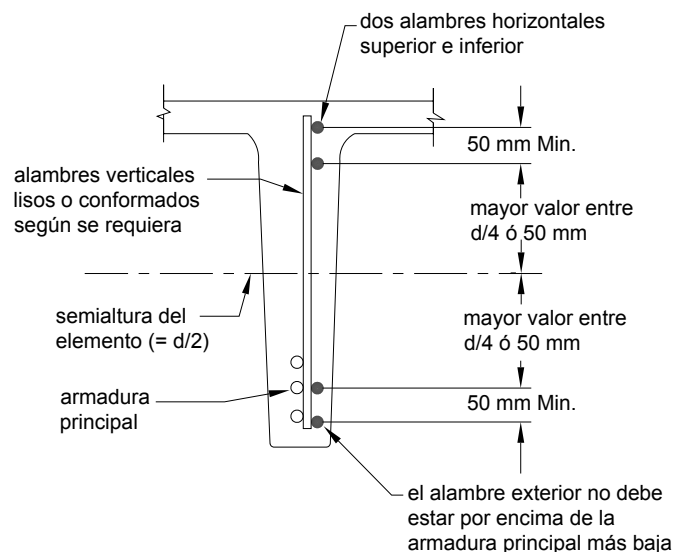 dos alambres horizontales
superior e inferior
50 mm Min.
alambres verticales
lisos o conformados
según se requiera
mayor valor entre
d/4 ó 50 mm
semialtura del
elemento (= d/2)
mayor valor entre
d/4 ó 50 mm
armadura
principal
50 mm Min.
el alambre exterior no debe
estar por encima de la
armadura principal más baja